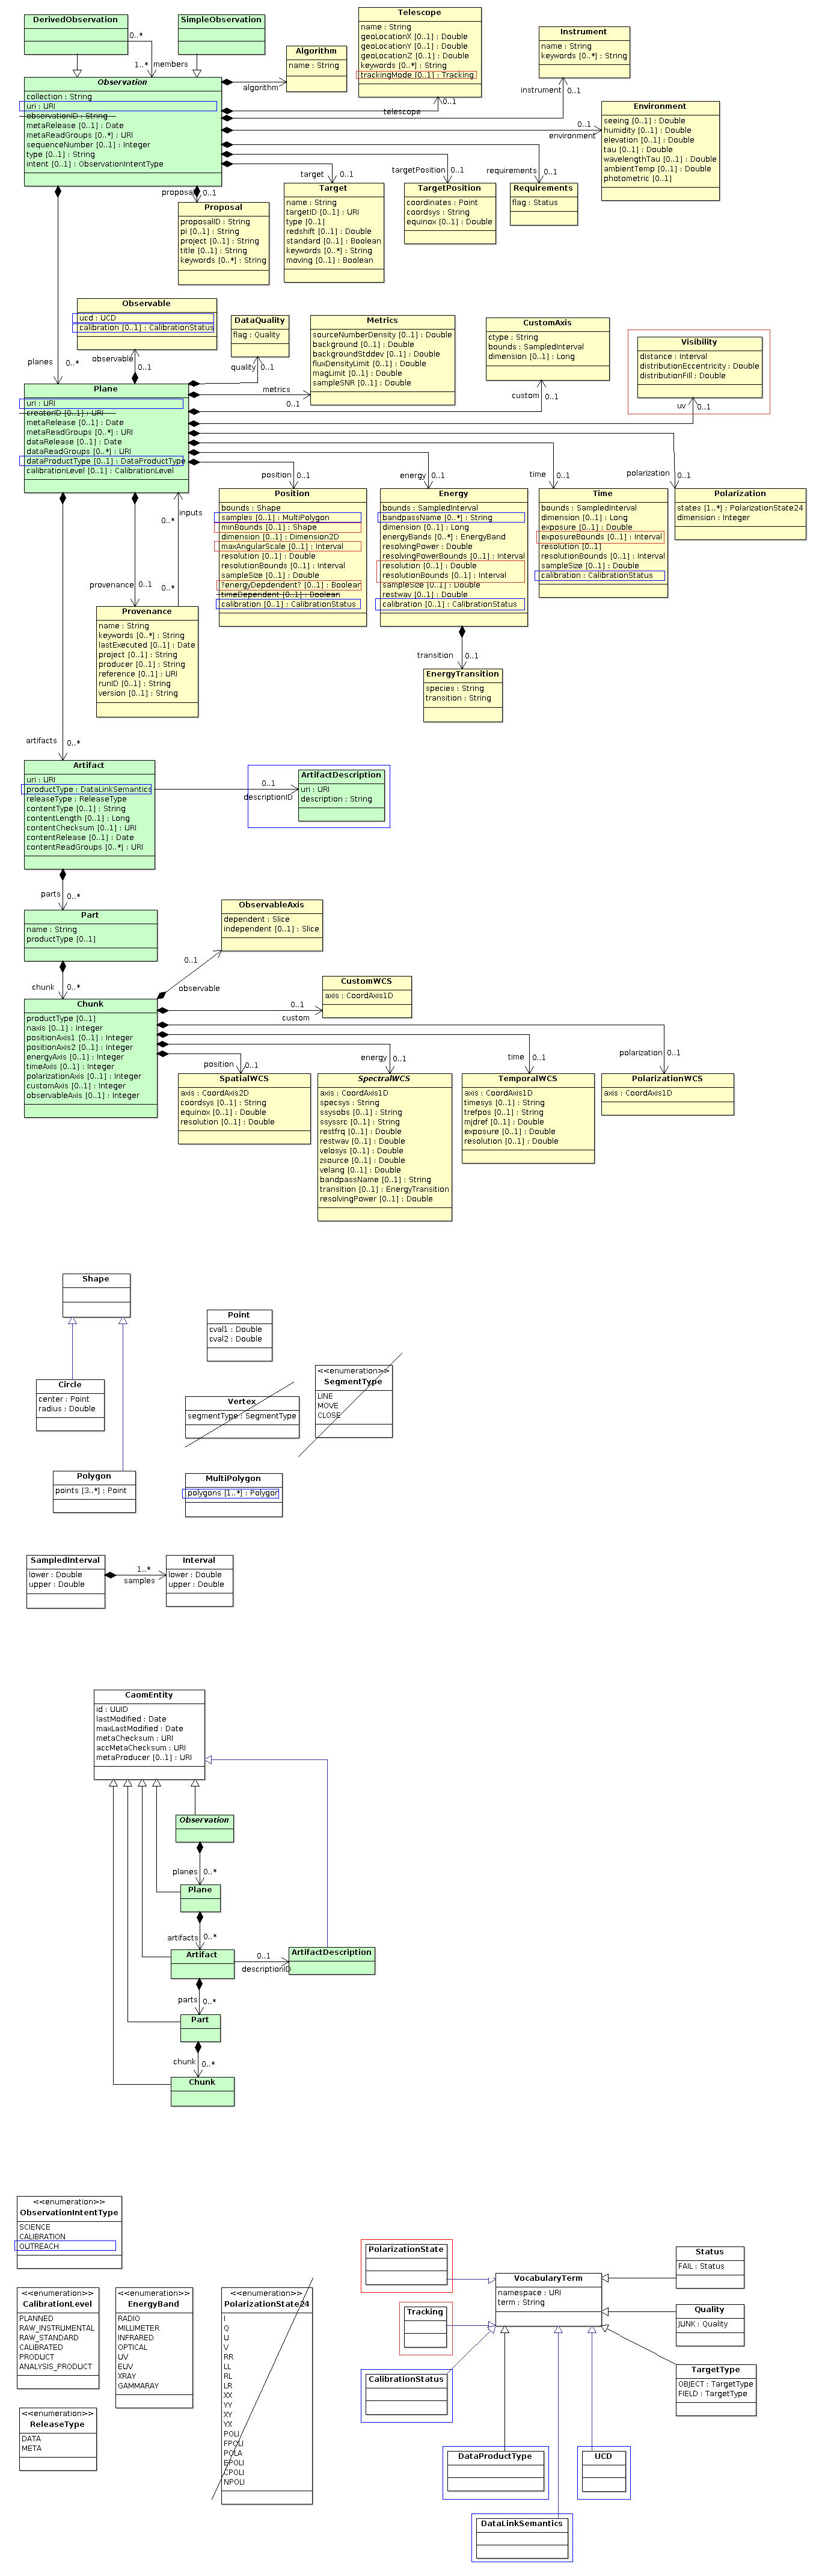 DerivedObservation
0..*
1..*
members
SimpleObservation
Algorithm
name : String
algorithm
Telescope
name : String
geoLocationX [0..1] : Double
geoLocationY [0..1] : Double
geoLocationZ [0..1] : Double
keywords [0..*] : String
trackingMode [0..1] : Tracking
0..1
telescope
Instrument
name : String
keywords [0..*] : String
instrument
0..1
Observation
collection : String
uri : URI
observationID : String
metaRelease [0..1] : Date
metaReadGroups [0..*] : URI
sequenceNumber [0..1] : Integer
type [0..1] : String
intent [0..1] : ObservationIntentType
Environment
seeing [0..1] : Double
humidity [0..1] : Double
elevation [0..1] : Double
tau [0..1] : Double
wavelengthTau [0..1] : Double
ambientTemp [0..1] : Double
photometric [0..1]
0..1
environment
proposal
0..1
target
0..1
targetPosition
0..1
requirements
0..1
Proposal
proposalID : String
pi [0..1] : String
project [0..1] : String
title [0..1] : String
keywords [0..*] : String
Target
name : String
targetID [0..1] : URI
type [0..1]
redshift [0..1] : Double
standard [0..1] : Boolean
keywords [0..*] : String
moving [0..1] : Boolean
TargetPosition
coordinates : Point
coordsys : String
equinox [0..1] : Double
Requirements
flag : Status
planes
0..*
Observable
ucd : UCD
calibration [0..1] : CalibrationStatus
observable
0..1
DataQuality
flag : Quality
quality
0..1
Metrics
sourceNumberDensity [0..1] : Double
background [0..1] : Double
backgroundStddev [0..1] : Double
fluxDensityLimit [0..1] : Double
magLimit [0..1] : Double
sampleSNR [0..1] : Double
metrics
0..1
CustomAxis
ctype : String
bounds : SampledInterval
dimension [0..1] : Long
custom
0..1
Visibility
distance : Interval
distributionEccentricity : Double
distributionFill : Double
uv
0..1
Plane
uri : URI
creatorID [0..1] : URI
metaRelease [0..1] : Date
metaReadGroups [0..*] : URI
dataRelease [0..1] : Date
dataReadGroups [0..*] : URI
dataProductType [0..1] : DataProductType
calibrationLevel [0..1] : CalibrationLevel
position
0..1
energy
0..1
time
0..1
polarization
0..1
Position
bounds : Shape
samples [0..1] : MultiPolygon
minBounds [0..1] : Shape
dimension [0..1] : Dimension2D
maxAngularScale [0..1] : Interval
resolution [0..1] : Double
resolutionBounds [0..1] : Interval
sampleSize [0..1] : Double
?energyDepdendent? [0..1] : Boolean
timeDependent [0..1] : Boolean
calibration [0..1] : CalibrationStatus
Energy
bounds : SampledInterval
bandpassName [0..*] : String
dimension [0..1] : Long
energyBands [0..*] : EnergyBand
resolvingPower : Double
resolvingPowerBounds [0..1] : Interval
resolution [0..1] : Double
resolutionBounds [0..1] : Interval
sampleSize [0..1] : Double
restwav [0..1] : Double
calibration [0..1] : CalibrationStatus
Time
bounds : SampledInterval
dimension [0..1] : Long
exposure [0..1] : Double
exposureBounds [0..1] : Interval
resolution [0..1]
resolutionBounds [0..1] : Interval
sampleSize [0..1] : Double
calibration : CalibrationStatus
Polarization
states [1..*] : PolarizationState24
dimension : Integer
inputs
0..*
provenance
0..1
0..*
Provenance
name : String
keywords [0..*] : String
lastExecuted [0..1] : Date
project [0..1] : String
producer [0..1] : String
reference [0..1] : URI
runID [0..1] : String
version [0..1] : String
transition
0..1
EnergyTransition
species : String
transition : String
artifacts
0..*
Artifact
uri : URI
productType : DataLinkSemantics
releaseType : ReleaseType
contentType [0..1] : String
contentLength [0..1] : Long
contentChecksum [0..1] : URI
contentRelease [0..1] : Date
contentReadGroups [0..*] : URI
0..1
descriptionID
ArtifactDescription
uri : URI
description : String
parts
0..*
Part
name : String
productType [0..1]
ObservableAxis
dependent : Slice
independent [0..1] : Slice
0..1
observable
chunk
0..*
CustomWCS
axis : CoordAxis1D
0..1
custom
Chunk
productType [0..1]
naxis [0..1] : Integer
positionAxis1 [0..1] : Integer
positionAxis2 [0..1] : Integer
energyAxis [0..1] : Integer
timeAxis [0..1] : Integer
polarizationAxis [0..1] : Integer
customAxis [0..1] : Integer
observableAxis [0..1] : Integer
position
0..1
energy
0..1
time
0..1
polarization
0..1
SpatialWCS
axis : CoordAxis2D
coordsys [0..1] : String
equinox [0..1] : Double
resolution [0..1] : Double
SpectralWCS
axis : CoordAxis1D
specsys : String
ssysobs [0..1] : String
ssyssrc [0..1] : String
restfrq [0..1] : Double
restwav [0..1] : Double
velosys [0..1] : Double
zsource [0..1] : Double
velang [0..1] : Double
bandpassName [0..1] : String
transition [0..1] : EnergyTransition
resolvingPower [0..1] : Double
TemporalWCS
axis : CoordAxis1D
timesys [0..1] : String
trefpos [0..1] : String
mjdref [0..1] : Double
exposure [0..1] : Double
resolution [0..1] : Double
PolarizationWCS
axis : CoordAxis1D
Shape
Point
cval1 : Double
cval2 : Double
Circle
center : Point
radius : Double
Vertex
segmentType : SegmentType
<<enumeration>>
SegmentType
LINE
MOVE
CLOSE
Polygon
points [3..*] : Point
MultiPolygon
polygons [1..*] : Polygon
SampledInterval
lower : Double
upper : Double
1..*
samples
Interval
lower : Double
upper : Double
CaomEntity
id : UUID
lastModified : Date
maxLastModified : Date
metaChecksum : URI
accMetaChecksum : URI
metaProducer [0..1] : URI
Observation
planes
0..*
Plane
artifacts
0..*
Artifact
0..1
descriptionID
ArtifactDescription
parts
0..*
Part
chunk
0..*
Chunk
<<enumeration>>
ObservationIntentType
SCIENCE
CALIBRATION
OUTREACH
<<enumeration>>
CalibrationLevel
PLANNED
RAW_INSTRUMENTAL
RAW_STANDARD
CALIBRATED
PRODUCT
ANALYSIS_PRODUCT
<<enumeration>>
EnergyBand
RADIO
MILLIMETER
INFRARED
OPTICAL
UV
EUV
XRAY
GAMMARAY
<<enumeration>>
PolarizationState24
I
Q
U
V
RR
LL
RL
LR
XX
YY
XY
YX
POLI
FPOLI
POLA
EPOLI
CPOLI
NPOLI
<<enumeration>>
ReleaseType
DATA
META
PolarizationState
Tracking
CalibrationStatus
VocabularyTerm
namespace : URI
term : String
Status
FAIL : Status
Quality
JUNK : Quality
TargetType
OBJECT : TargetType
FIELD : TargetType
DataProductType
UCD
DataLinkSemantics